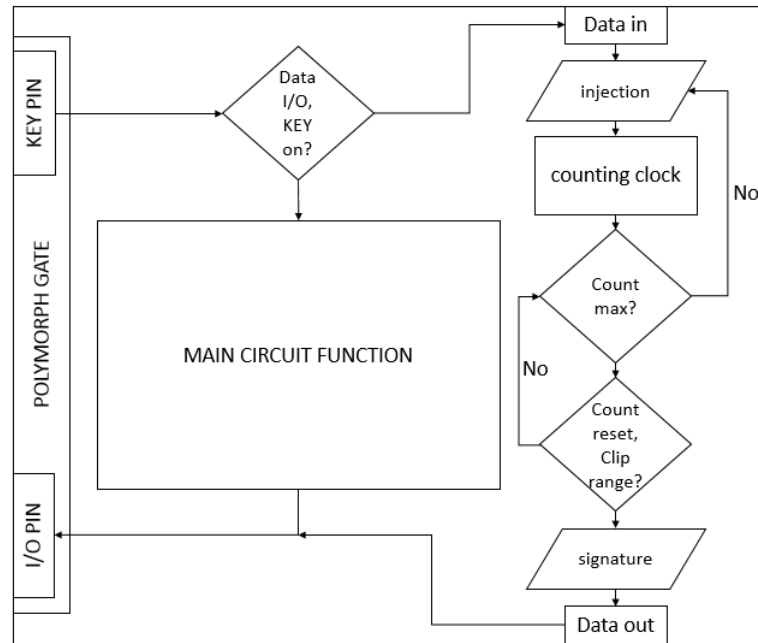 KEY PIN
POLYMORPH GATE
I/O PIN
Data
I/O,
KEY
on?
MAIN CIRCUIT FUNCTION
Data in
injection
counting clock
No
Count
max?
No
Count
reset,
Clip
range?
signature
Data out